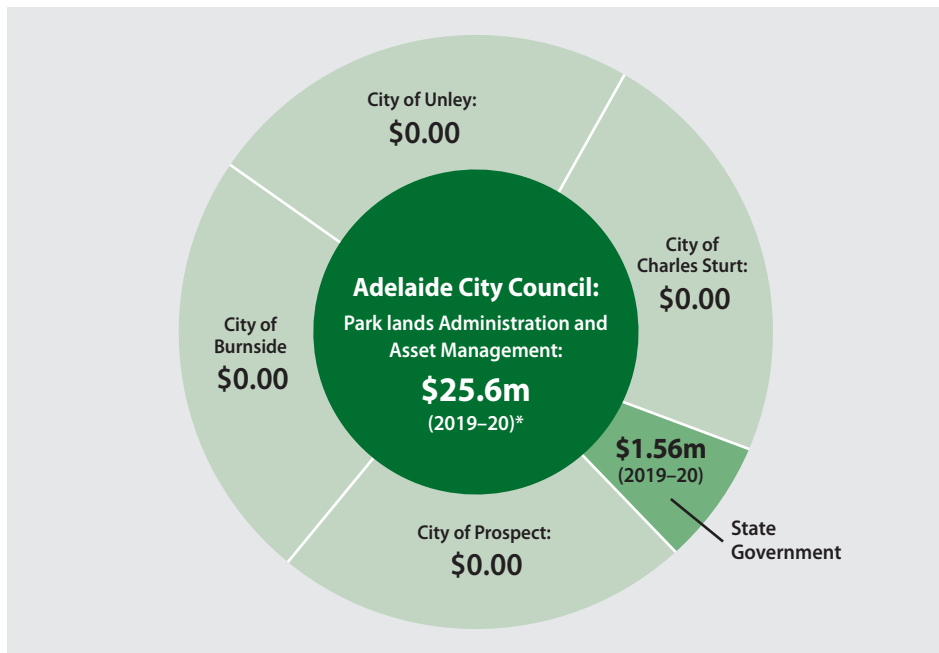 City of Unley:
$0.00
City of
Charles Sturt:
$0.00
Adelaide City Council:
Park lands Administration and
Asset Management:
$25.6m
(2019–20)*
City of
Burnside
$0.00
$1.56m
(2019–20)
State
Government
City of Prospect:
$0.00